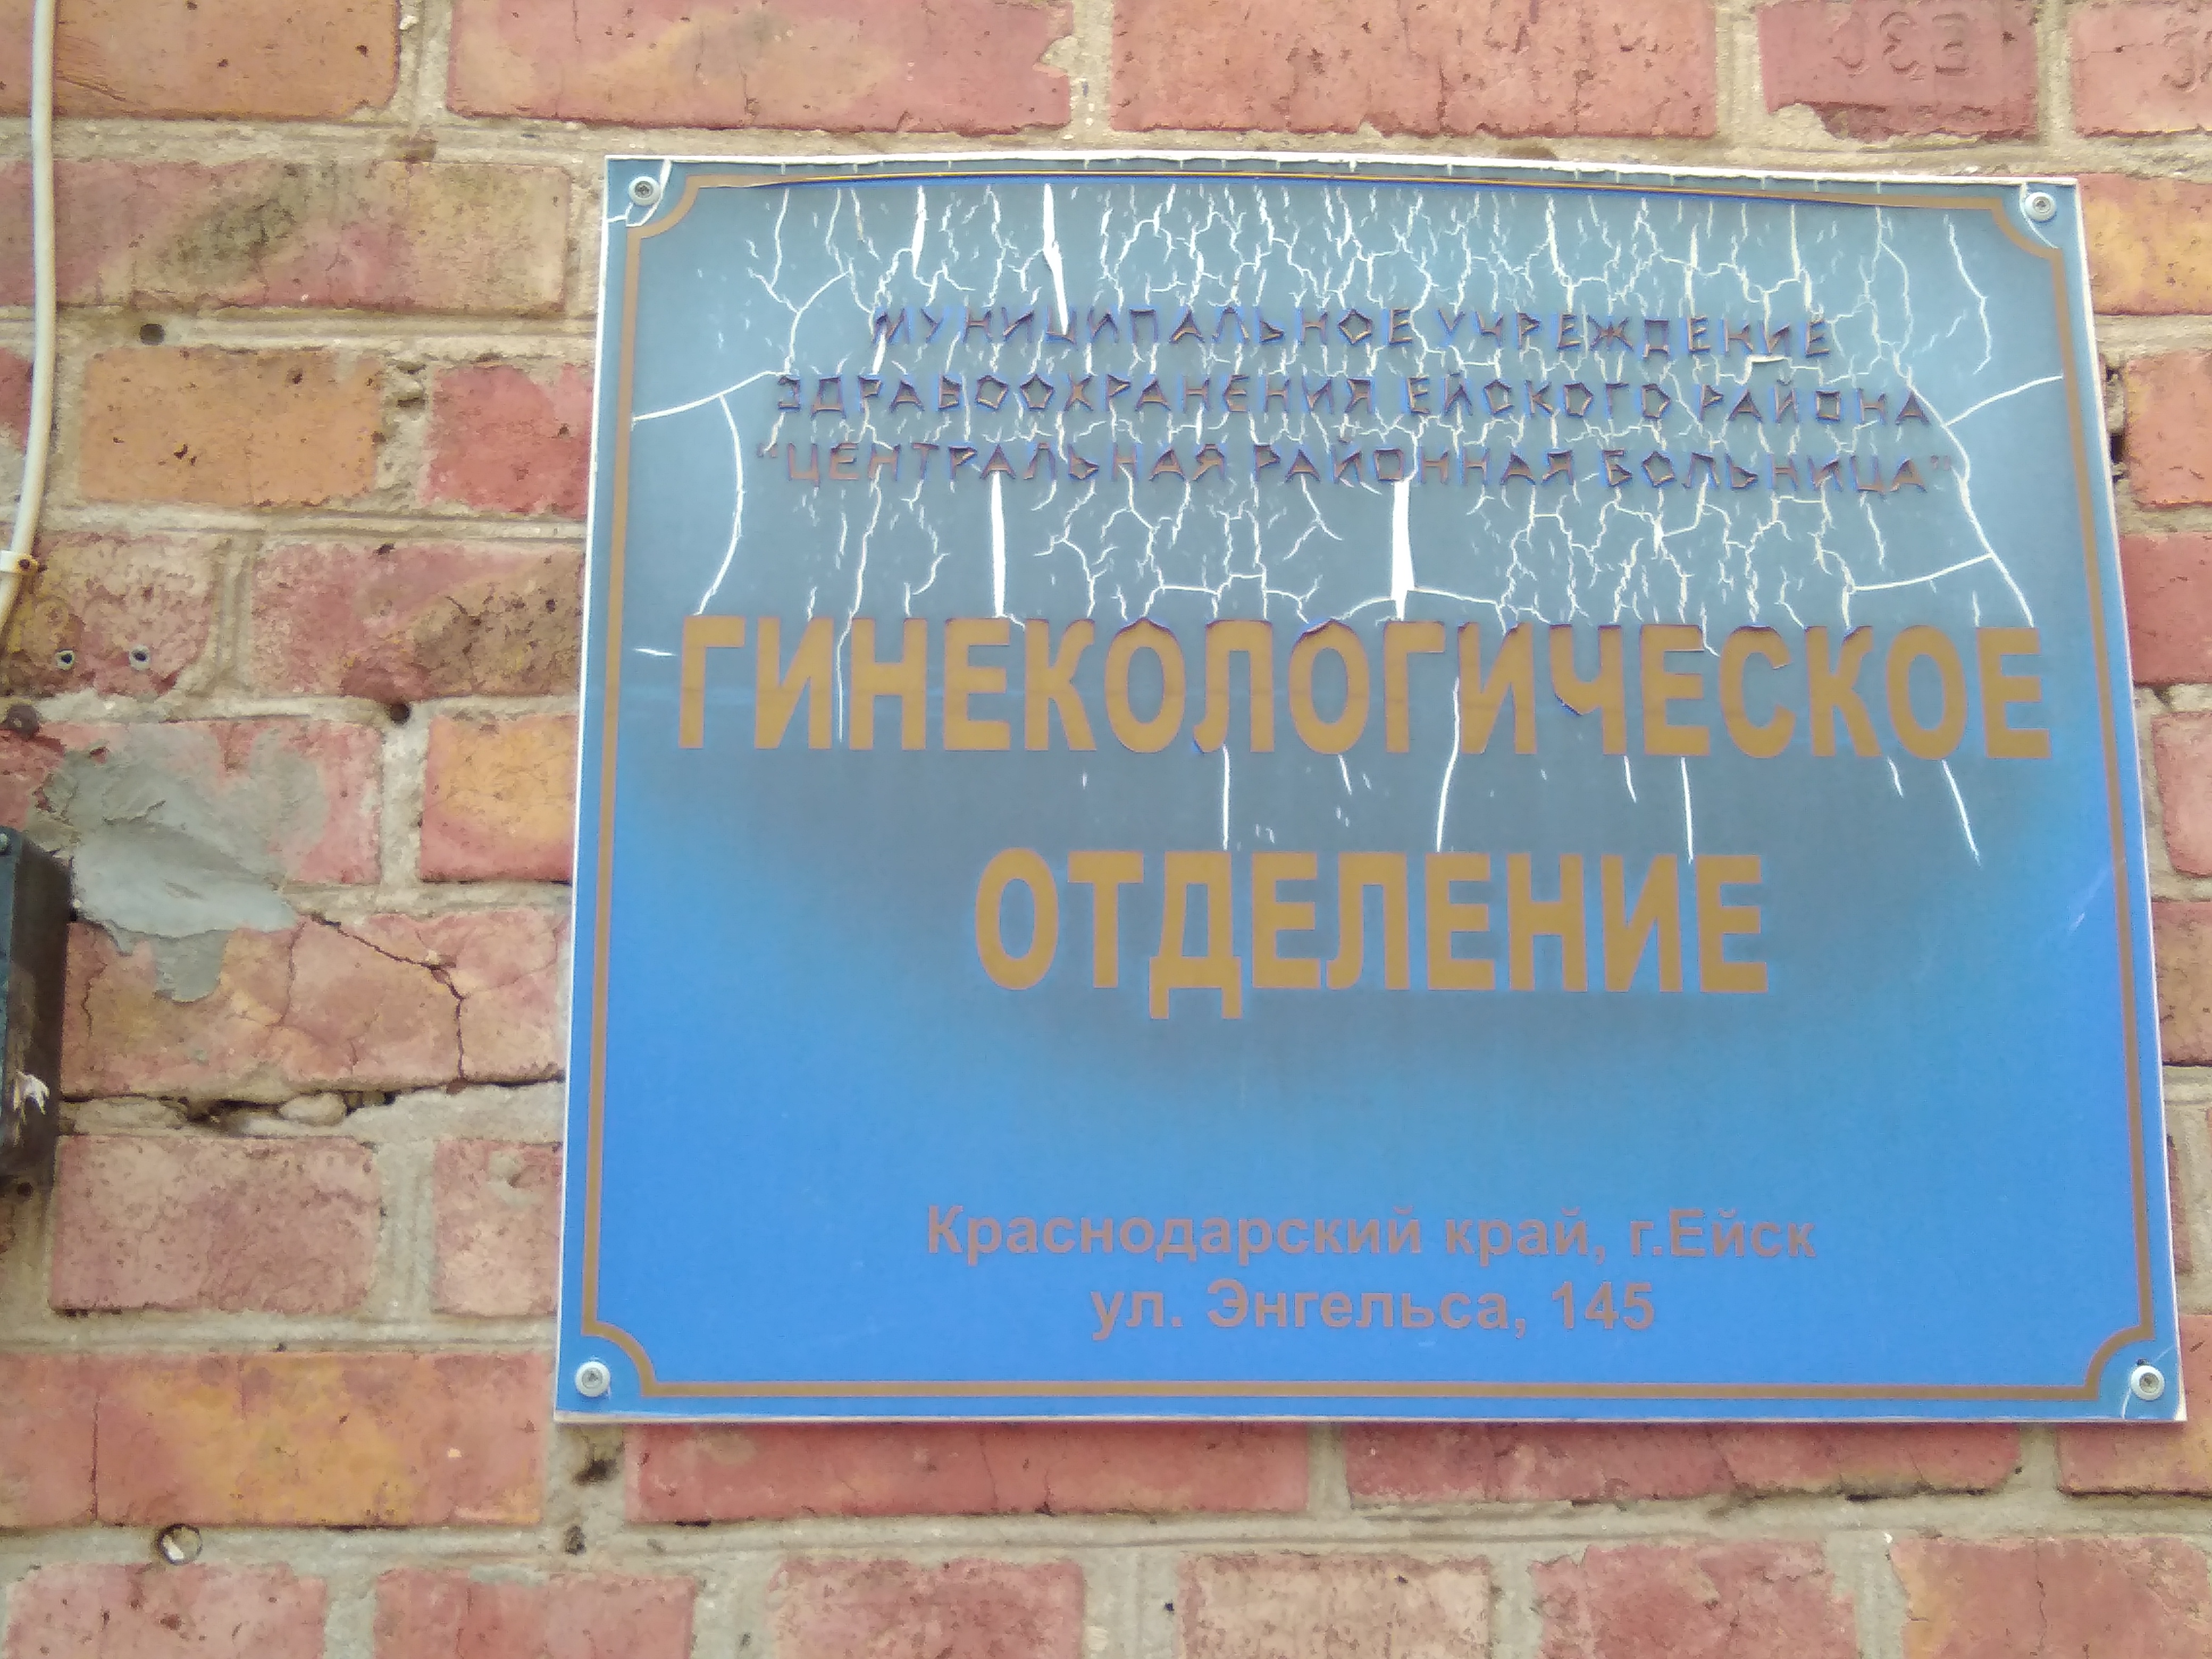 МУНИЦИПАЛЬНОЕ УЧРЕЖДЕНИЕ
ЗДРАВООХРАНЕНИЯ ЕЙСКОГО РАЙОНА
"ЦЕНТРАЛЬНАЯ РАЙОННАЯ БОЛЬНИЦА"
ГИНЕКОЛОГИЧЕСКОЕ
ОТДЕЛЕНИЕ
Краснодарский край, г.Ейск
ул. Энгельса, 145